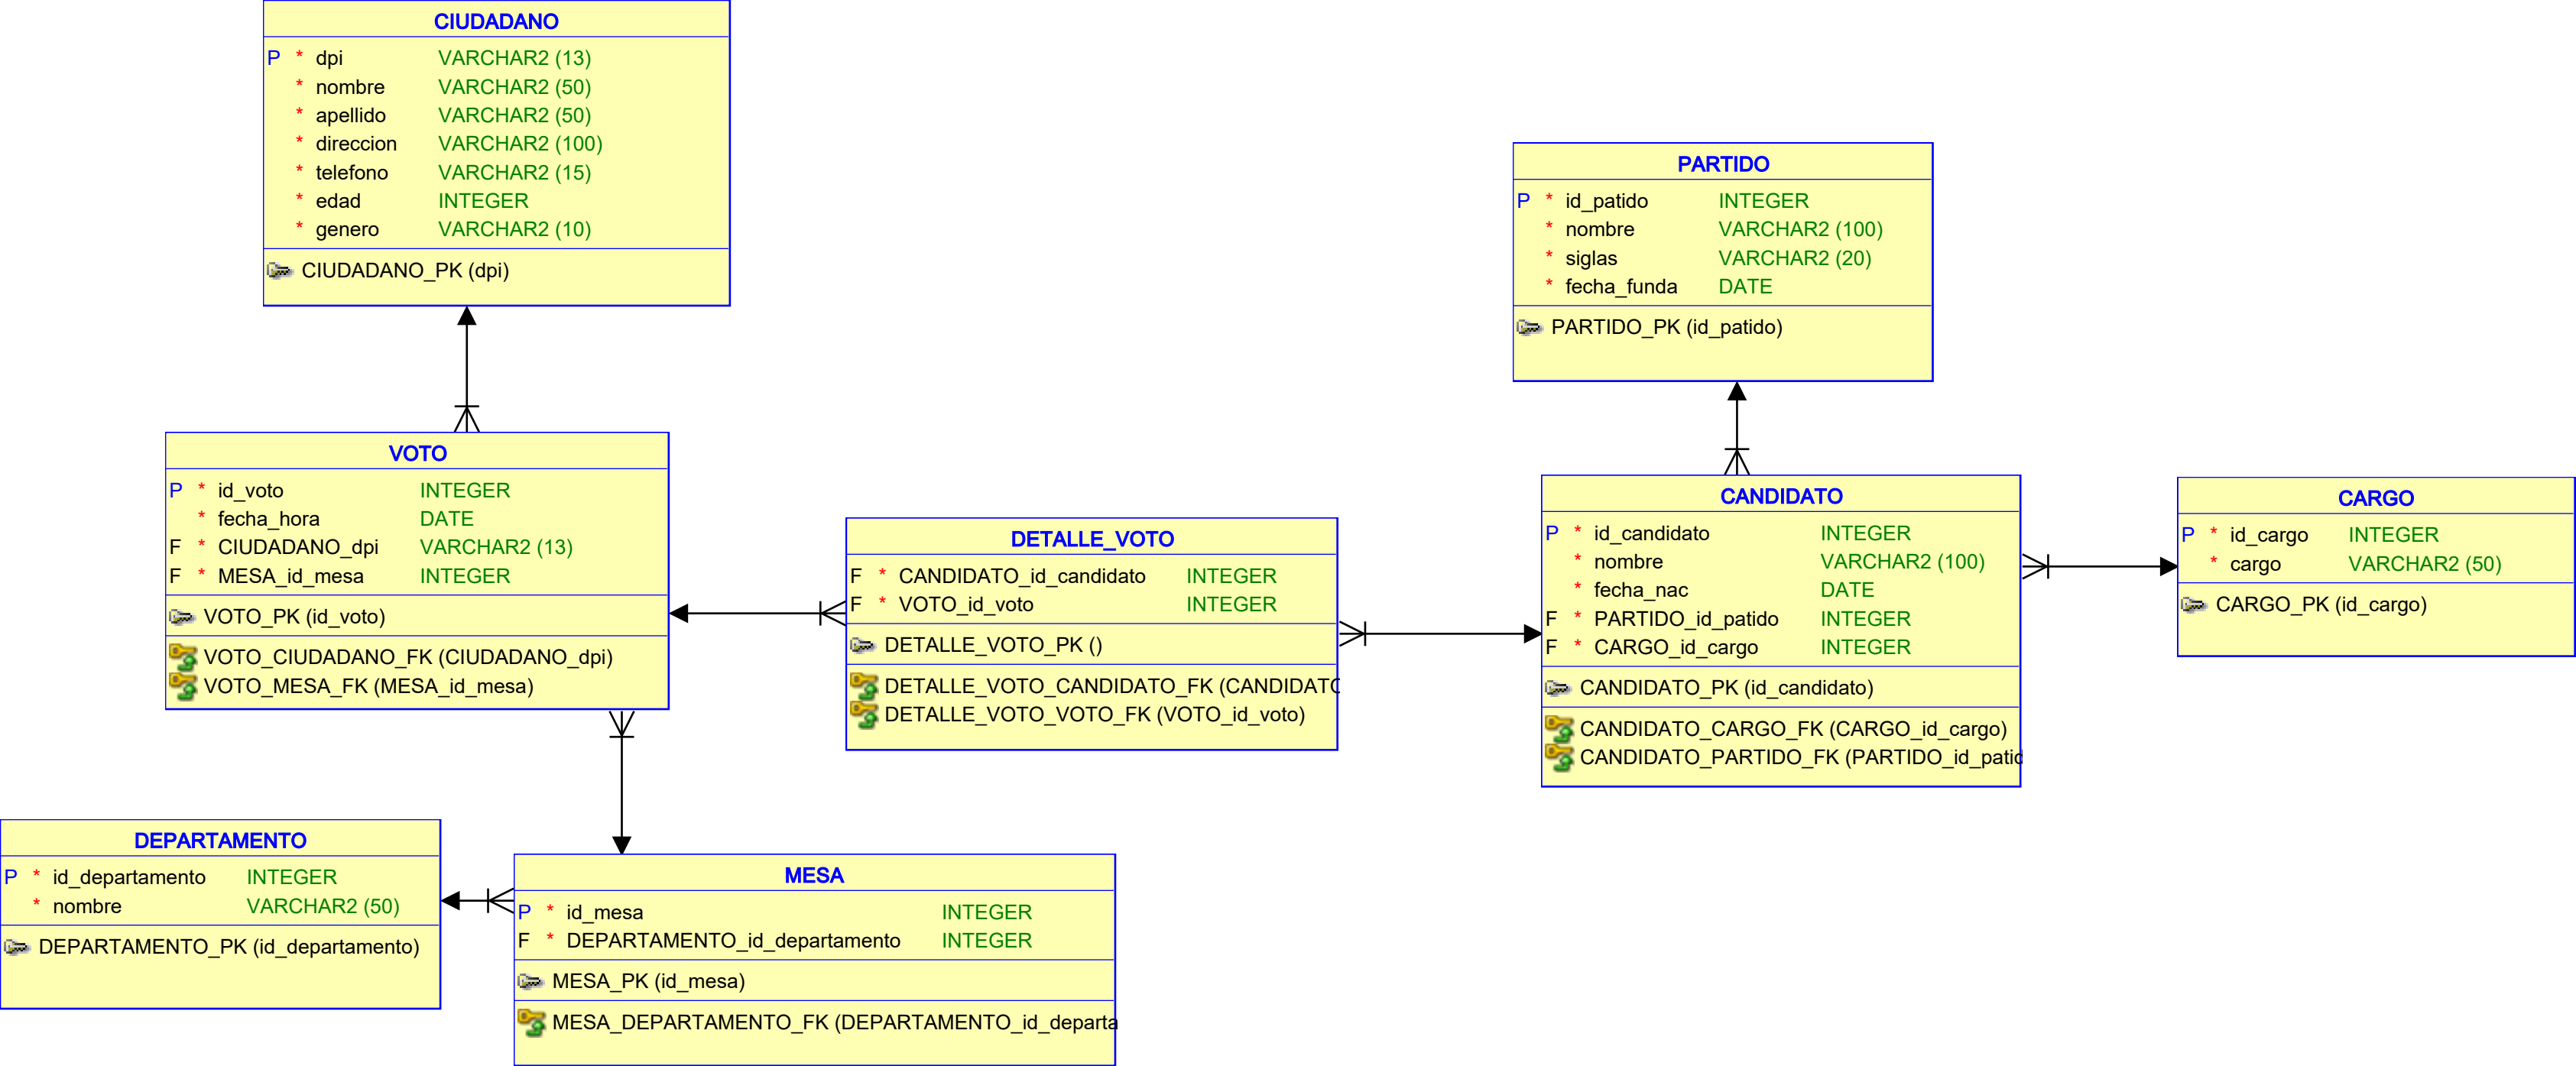 CIUDADANO
P * dpi VARCHAR2 (13)
* nombre VARCHAR2 (50)
* apellido VARCHAR2 (50)
* direccion VARCHAR2 (100)
* telefono VARCHAR2 (15)
* edad INTEGER
* genero VARCHAR2 (10)
CIUDADANO_PK (dpi)
PARTIDO
P * id_patido INTEGER
* nombre VARCHAR2 (100)
* siglas VARCHAR2 (20)
* fecha_funda DATE
PARTIDO_PK (id_patido)
VOTO
P * id_voto INTEGER
* fecha_hora DATE
F * CIUDADANO_dpi VARCHAR2 (13)
F * MESA_id_mesa INTEGER
VOTO_PK (id_voto)
VOTO_CIUDADANO_FK (CIUDADANO_dpi)
VOTO_MESA_FK (MESA_id_mesa)
DETALLE_VOTO
F * CANDIDATO_id_candidato INTEGER
F * VOTO_id_voto INTEGER
DETALLE_VOTO_PK ()
DETALLE_VOTO_CANDIDATO_FK (CANDIDATO
DETALLE_VOTO_VOTO_FK (VOTO_id_voto)
CANDIDATO
P * id_candidato INTEGER
* nombre VARCHAR2 (100)
* fecha_nac DATE
F * PARTIDO_id_patido INTEGER
F * CARGO_id_cargo INTEGER
CANDIDATO_PK (id_candidato)
CANDIDATO_CARGO_FK (CARGO_id_cargo)
CANDIDATO_PARTIDO_FK (PARTIDO_id_patid
CARGO
P * id_cargo INTEGER
* cargo VARCHAR2 (50)
CARGO_PK (id_cargo)
DEPARTAMENTO
P * id_departamento INTEGER
* nombre VARCHAR2 (50)
DEPARTAMENTO_PK (id_departamento)
MESA
P * id_mesa INTEGER
F * DEPARTAMENTO_id_departamento INTEGER
MESA_PK (id_mesa)
MESA_DEPARTAMENTO_FK (DEPARTAMENTO_id_departa